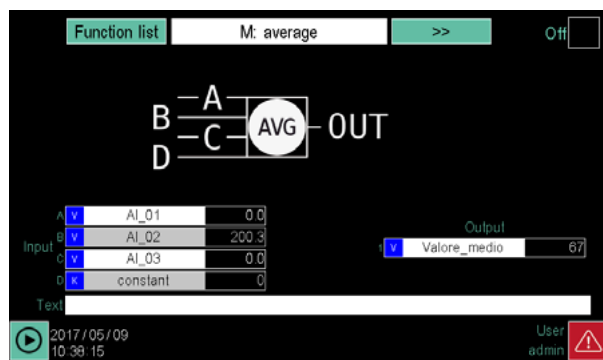 Function list M: average >> Off
A
B
C
D
AVG OUT
Input
A V AI_01 0.0
B V AI_02 200.3
C V AI_03 0.0
D K constant 0
Output
1 V Valore_medio 67
Text
2017/05/09
10:38:15
User
admin